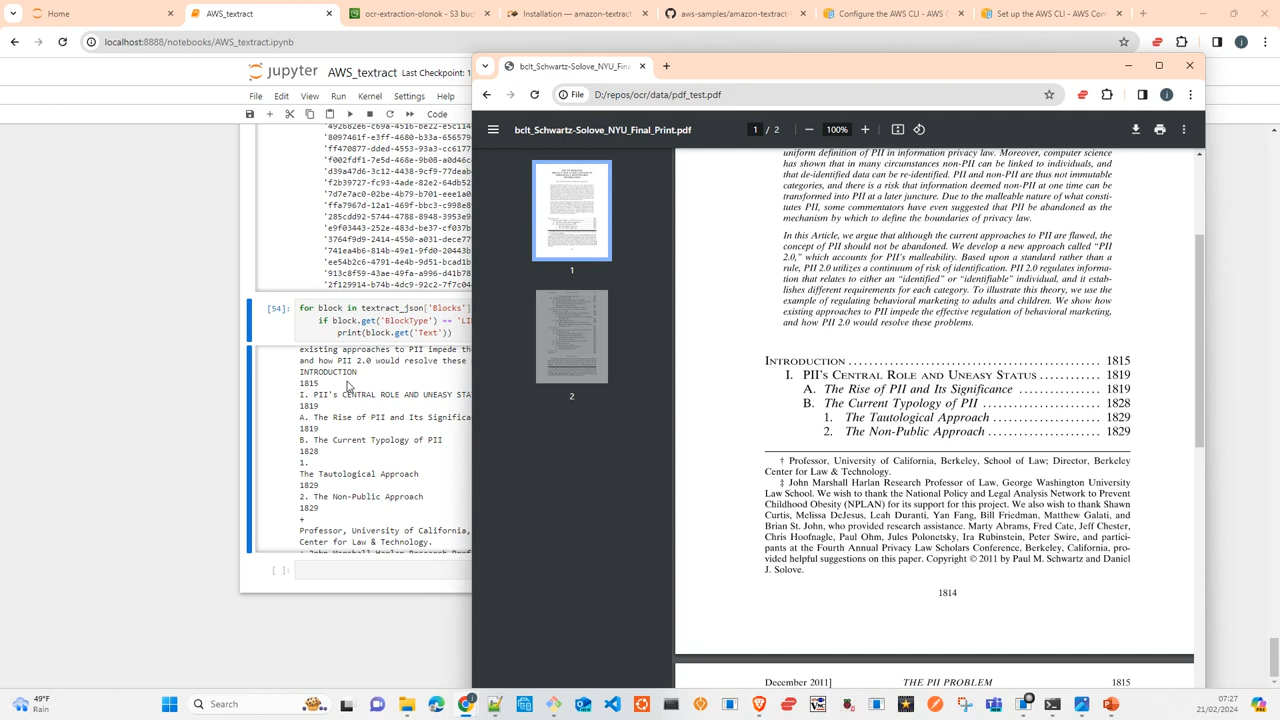 Home
AWS_textract
ocr-extraction-olonok - S3 buc
Installation — amazon-textract
aws-samples/amazon-textract-
Configure the AWS CLI - AWS C
Set up the AWS CLI - AWS Con
localhost:8888/notebooks/AWS_textract.ipynb
jupyter AWS_textract Last Checkpoint: 1
File Edit View Run Kernel Settings Help
Code
'809746lf-e3ff-4680-b33a-656579
'ff470877-dded-4553-93a3-cc6177
'f002fdf1-7e5d-468e-9b08-a0d46c
'd39a47d6-3c12-4438-9cf9-77deab
'f2b39727-fc93-4ade-82e2-64db52
'7d7e7ac0-02be-4b79-b701-eee1a0
'ffa7967d-12a1-469f-bbc3-c998e8
'285cdd92-5744-4788-8948-3953e9
'e9f03443-252e-483d-be37-cf037
'3764f9d9-2414-4550-a031-dece77
'741ea4b6-814b-49e1-9fd0-20443b
'ee54b2c6-4791-4e4b-9d51-bcad1b
'913c8f59-43ae-49fa-a996-d41b78
'2f129f14-b74b-4dc9-92c2-7f7c04
[54]: for block in textract_json['Blocks']
if block.get('BlockType') == 'LI
print(block.get('Text'))
existing approaches to PII impede the
and how PII 2.0 would resolve these
INTRODUCTION
1815
I. PII's CENTRAL ROLE AND UNEASY STA
1819
A. The Rise of PII and Its Significa
1819
B. The Current Typology of PII
1828
1.
The Tautological Approach
1829
2. The Non-Public Approach
1829
+
Professor, University of California,
Center for Law & Technology.
[ ]:
bclt_Schwartz-Solove_NYU_Fina
File D:/repos/ocr/data/pdf_test.pdf
bclt_Schwartz-Solove_NYU_Final_Print.pdf
1 / 2
100%
1
2
uniform definition of PII in information privacy law. Moreover, computer science
has shown that in many circumstances non-PII can be linked to individuals, and
that de-identified data can be re-identified. PII and non-PII are thus not immutable
categories, and there is a risk that information deemed non-PII at one time can be
transformed into PII at a later juncture. Due to the malleable nature of what consti-
tutes PII, some commentators have even suggested that PII be abandoned as the
mechanism by which to define the boundaries of privacy law.
In this Article, we argue that although the current approaches to PII are flawed, the
concept of PII should not be abandoned. We develop a new approach called “PII
2.0,” which accounts for PII's malleability. Based upon a standard rather than a
rule, PII 2.0 utilizes a continuum of risk of identification. PII 2.0 regulates informa-
tion that relates to either an “identified” or “identifiable” individual, and it estab-
lishes different requirements for each category. To illustrate this theory, we use the
example of regulating behavioral marketing to adults and children. We show how
existing approaches to PII impede the effective regulation of behavioral marketing,
and how PII 2.0 would resolve these problems.
INTRODUCTION .......... 1815
I. PII'S CENTRAL ROLE AND UNEASY STATUS .......... 1819
A. The Rise of PII and Its Significance .......... 1819
B. The Current Typology of PII .......... 1828
1. The Tautological Approach .......... 1829
2. The Non-Public Approach .......... 1829
† Professor, University of California, Berkeley, School of Law; Director, Berkeley
Center for Law & Technology.
‡ John Marshall Harlan Research Professor of Law, George Washington University
Law School. We wish to thank the National Policy and Legal Analysis Network to Prevent
Childhood Obesity (NPLAN) for its support for this project. We also wish to thank Shawn
Curtis, Melissa DeJesus, Leah Duranti, Yan Fang, Bill Friedman, Matthew Galati, and
Brian St. John, who provided research assistance. Marty Abrams, Fred Cate, Jeff Chester,
Chris Hoofnagle, Paul Ohm, Jules Polonetsky, Ira Rubinstein, Peter Swire, and partici-
pants at the Fourth Annual Privacy Law Scholars Conference, Berkeley, California, pro-
vided helpful suggestions on this paper. Copyright © 2011 by Paul M. Schwartz and Daniel
J. Solove.
1814
December 2011] THE PII PROBLEM 1815
49°F
Rain
Search
07:27
21/02/2024